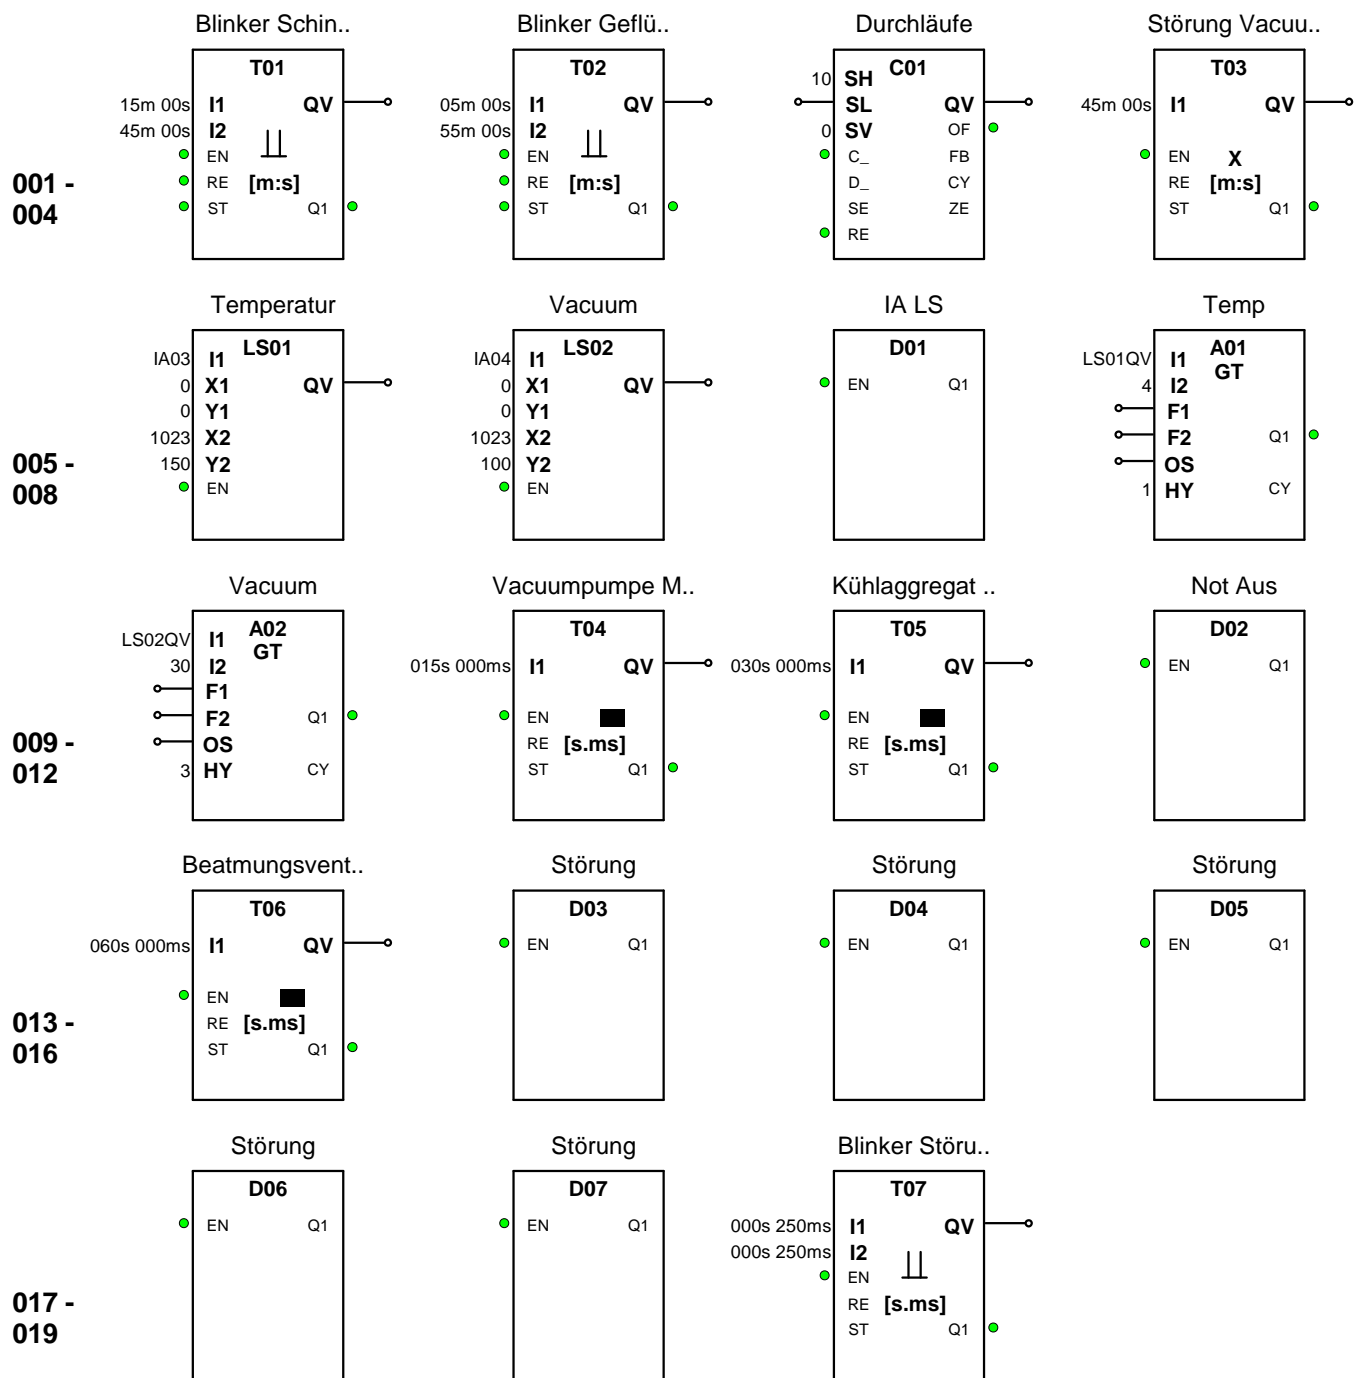 Blinker Schin.. Blinker Geflü.. Durchläufe Störung Vacuu..
T01 T02 C01 T03
10 SH
15m 00s I1 QV 05m 00s I1 QV SL QV 45m 00s I1 QV
45m 00s I2 55m 00s I2 0 SV OF
EN EN C_ FB EN X
001 - RE [m:s] RE [m:s] D_ CY RE [m:s]
004 ST Q1 ST Q1 SE ZE ST Q1
RE
Temperatur Vacuum IA LS Temp
LS01 LS02 D01 A01
IA03 I1 IA04 I1 LS01QV I1 GT
0 X1 QV 0 X1 QV EN Q1 4 I2
0 Y1 0 Y1 F1
1023 X2 1023 X2 F2 Q1
005 - 150 Y2 100 Y2 OS
008 EN EN 1 HY CY
Vacuum Vacuumpumpe M.. Kühlaggregat .. Not Aus
A02 T04 T05 D02
LS02QV I1 GT
30 I2 015s 000ms I1 QV 030s 000ms I1 QV EN Q1
F1
F2 Q1 EN EN
009 - OS RE [s.ms] RE [s.ms]
012 3 HY CY ST Q1 ST Q1
Beatmungsvent.. Störung Störung Störung
T06 D03 D04 D05
060s 000ms I1 QV EN Q1 EN Q1 EN Q1
EN
013 - RE [s.ms]
016 ST Q1
Störung Störung Blinker Störu..
D06 D07 T07
EN Q1 EN Q1 000s 250ms I1 QV
000s 250ms I2
EN
017 - RE [s.ms]
019 ST Q1